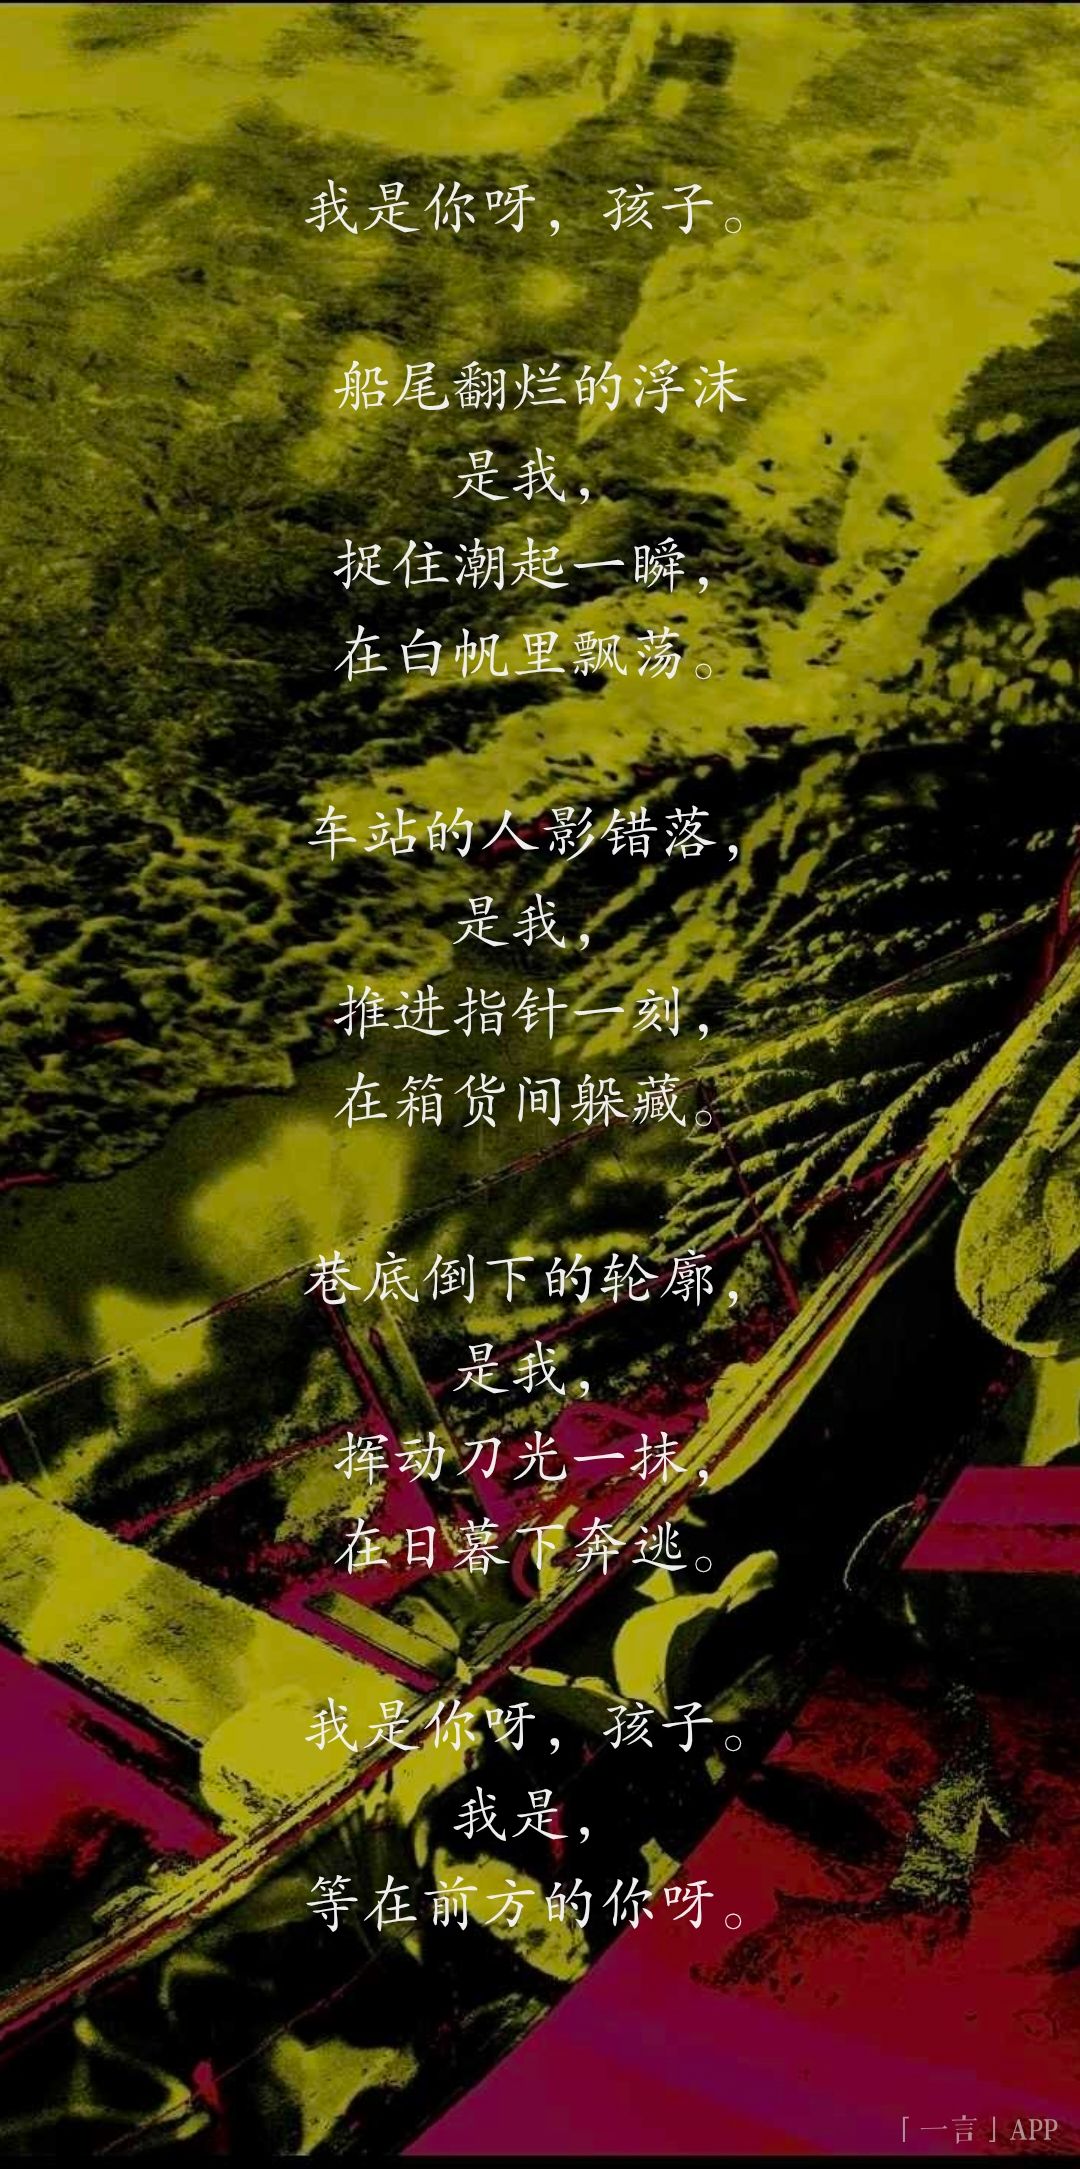 我是你呀，孩子。
船尾翻烂的浮沫
是我，
捉住潮起一瞬，
在白帆里飘荡。
车站的人影错落，
是我，
推进指针一刻，
在箱货间躲藏。
巷底倒下的轮廓，
是我，
挥动刀光一抹，
在日暮下奔逃。
我是你呀，孩子。
我是，
等在前方的你呀。
「一言」APP